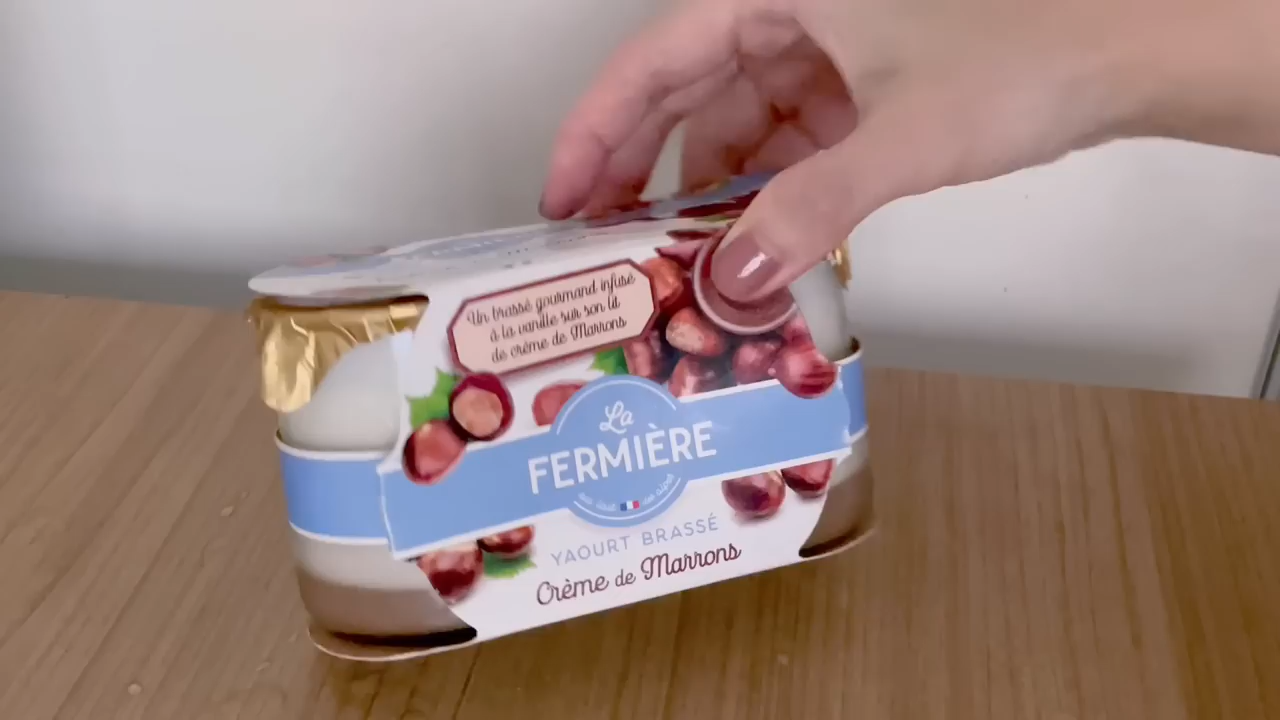 Un brassé gourmand infusé
à la vanille sur son lit
de crème de Marrons
La
FERMIÈRE
YAOURT BRASSÉ
Crème de Marrons